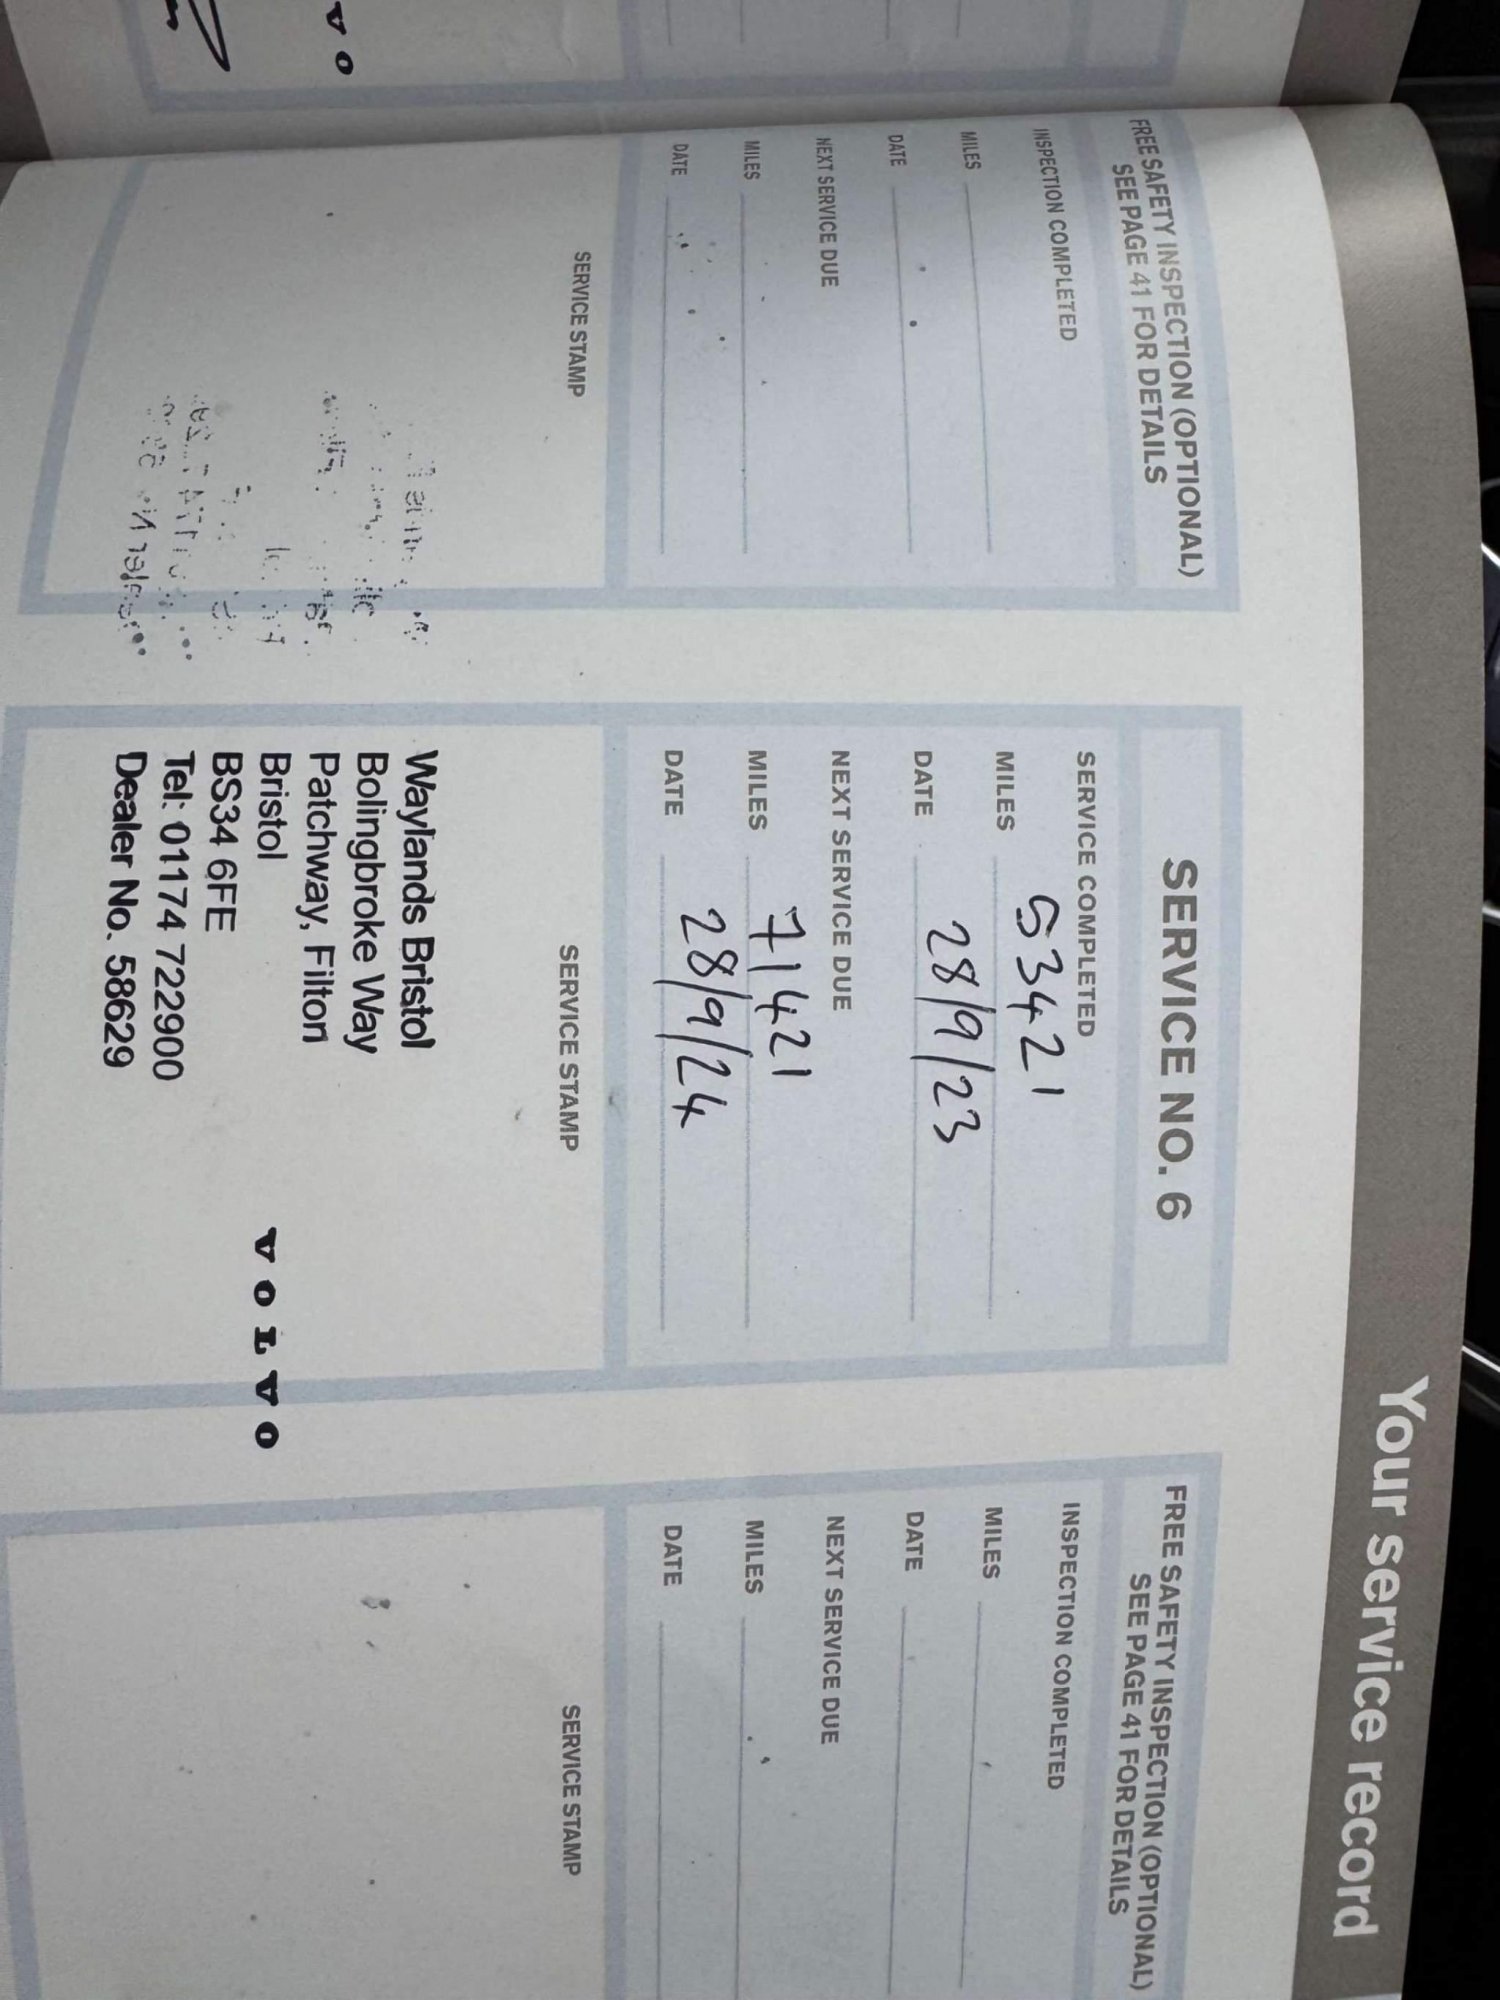 Your service record
V O
FREE SAFETY INSPECTION (OPTIONAL)
SEE PAGE 41 FOR DETAILS
INSPECTION COMPLETED
MILES
DATE
NEXT SERVICE DUE
MILES
DATE
SERVICE STAMP
SERVICE NO. 6
SERVICE COMPLETED
MILES 53421
DATE 28/9/23
NEXT SERVICE DUE
MILES 71421
DATE 28/9/24
SERVICE STAMP
Waylands Bristol
Bolingbroke Way
Patchway, Filton
Bristol
BS34 6FE
Tel: 01174 722900
Dealer No. 58629
VOLVO
FREE SAFETY INSPECTION (OPTIONAL)
SEE PAGE 41 FOR DETAILS
INSPECTION COMPLETED
MILES
DATE
NEXT SERVICE DUE
MILES
DATE
SERVICE STAMP